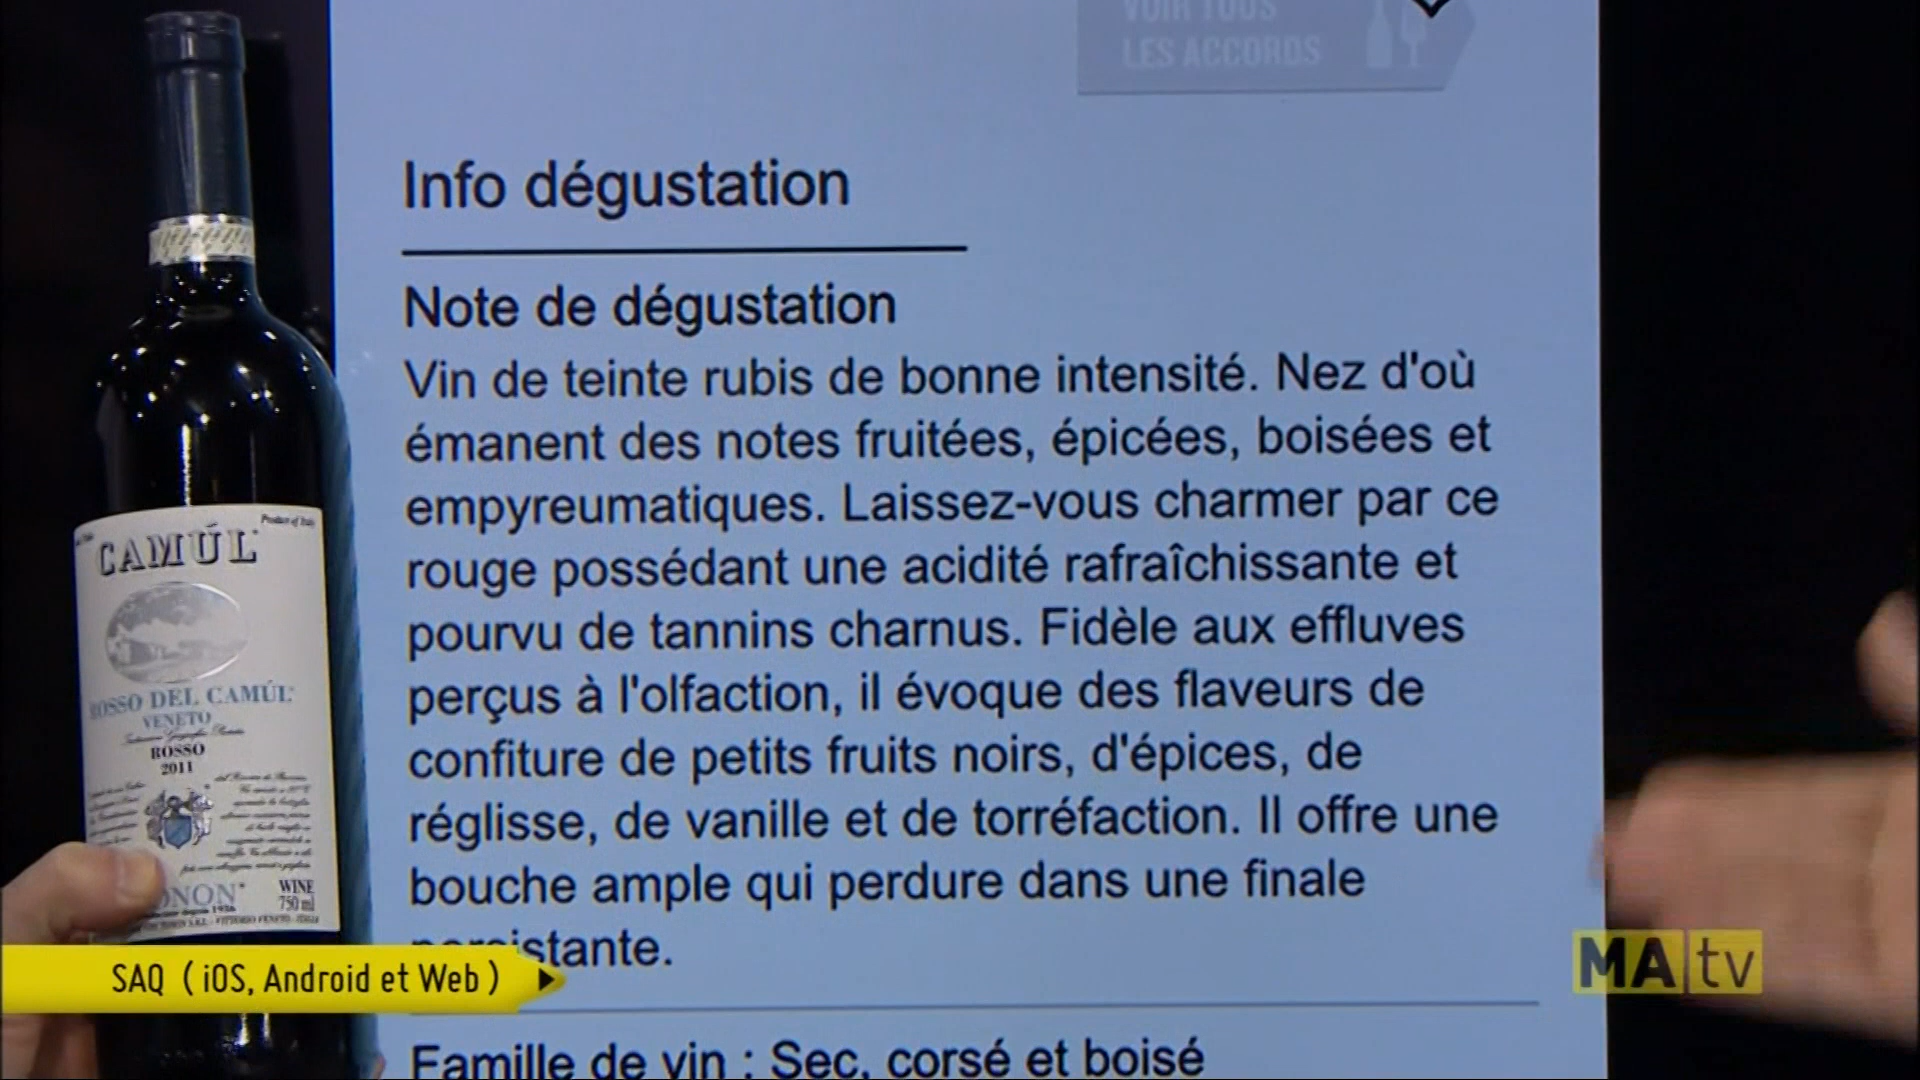 VOIR TOUS
LES ACCORDS
Info dégustation
Note de dégustation
Vin de teinte rubis de bonne intensité. Nez d'où
émanent des notes fruitées, épicées, boisées et
empyreumatiques. Laissez-vous charmer par ce
rouge possédant une acidité rafraîchissante et
pourvu de tannins charnus. Fidèle aux effluves
perçus à l'olfaction, il évoque des flaveurs de
confiture de petits fruits noirs, d'épices, de
réglisse, de vanille et de torréfaction. Il offre une
bouche ample qui perdure dans une finale
persistante.
Famille de vin : Sec, corsé et boisé
Product of Italy
CAMÚL
ROSSO DEL CAMÚL
VENETO
ROSSO
2011
WINE
750 ml
SAQ ( iOS, Android et Web )
MAtv